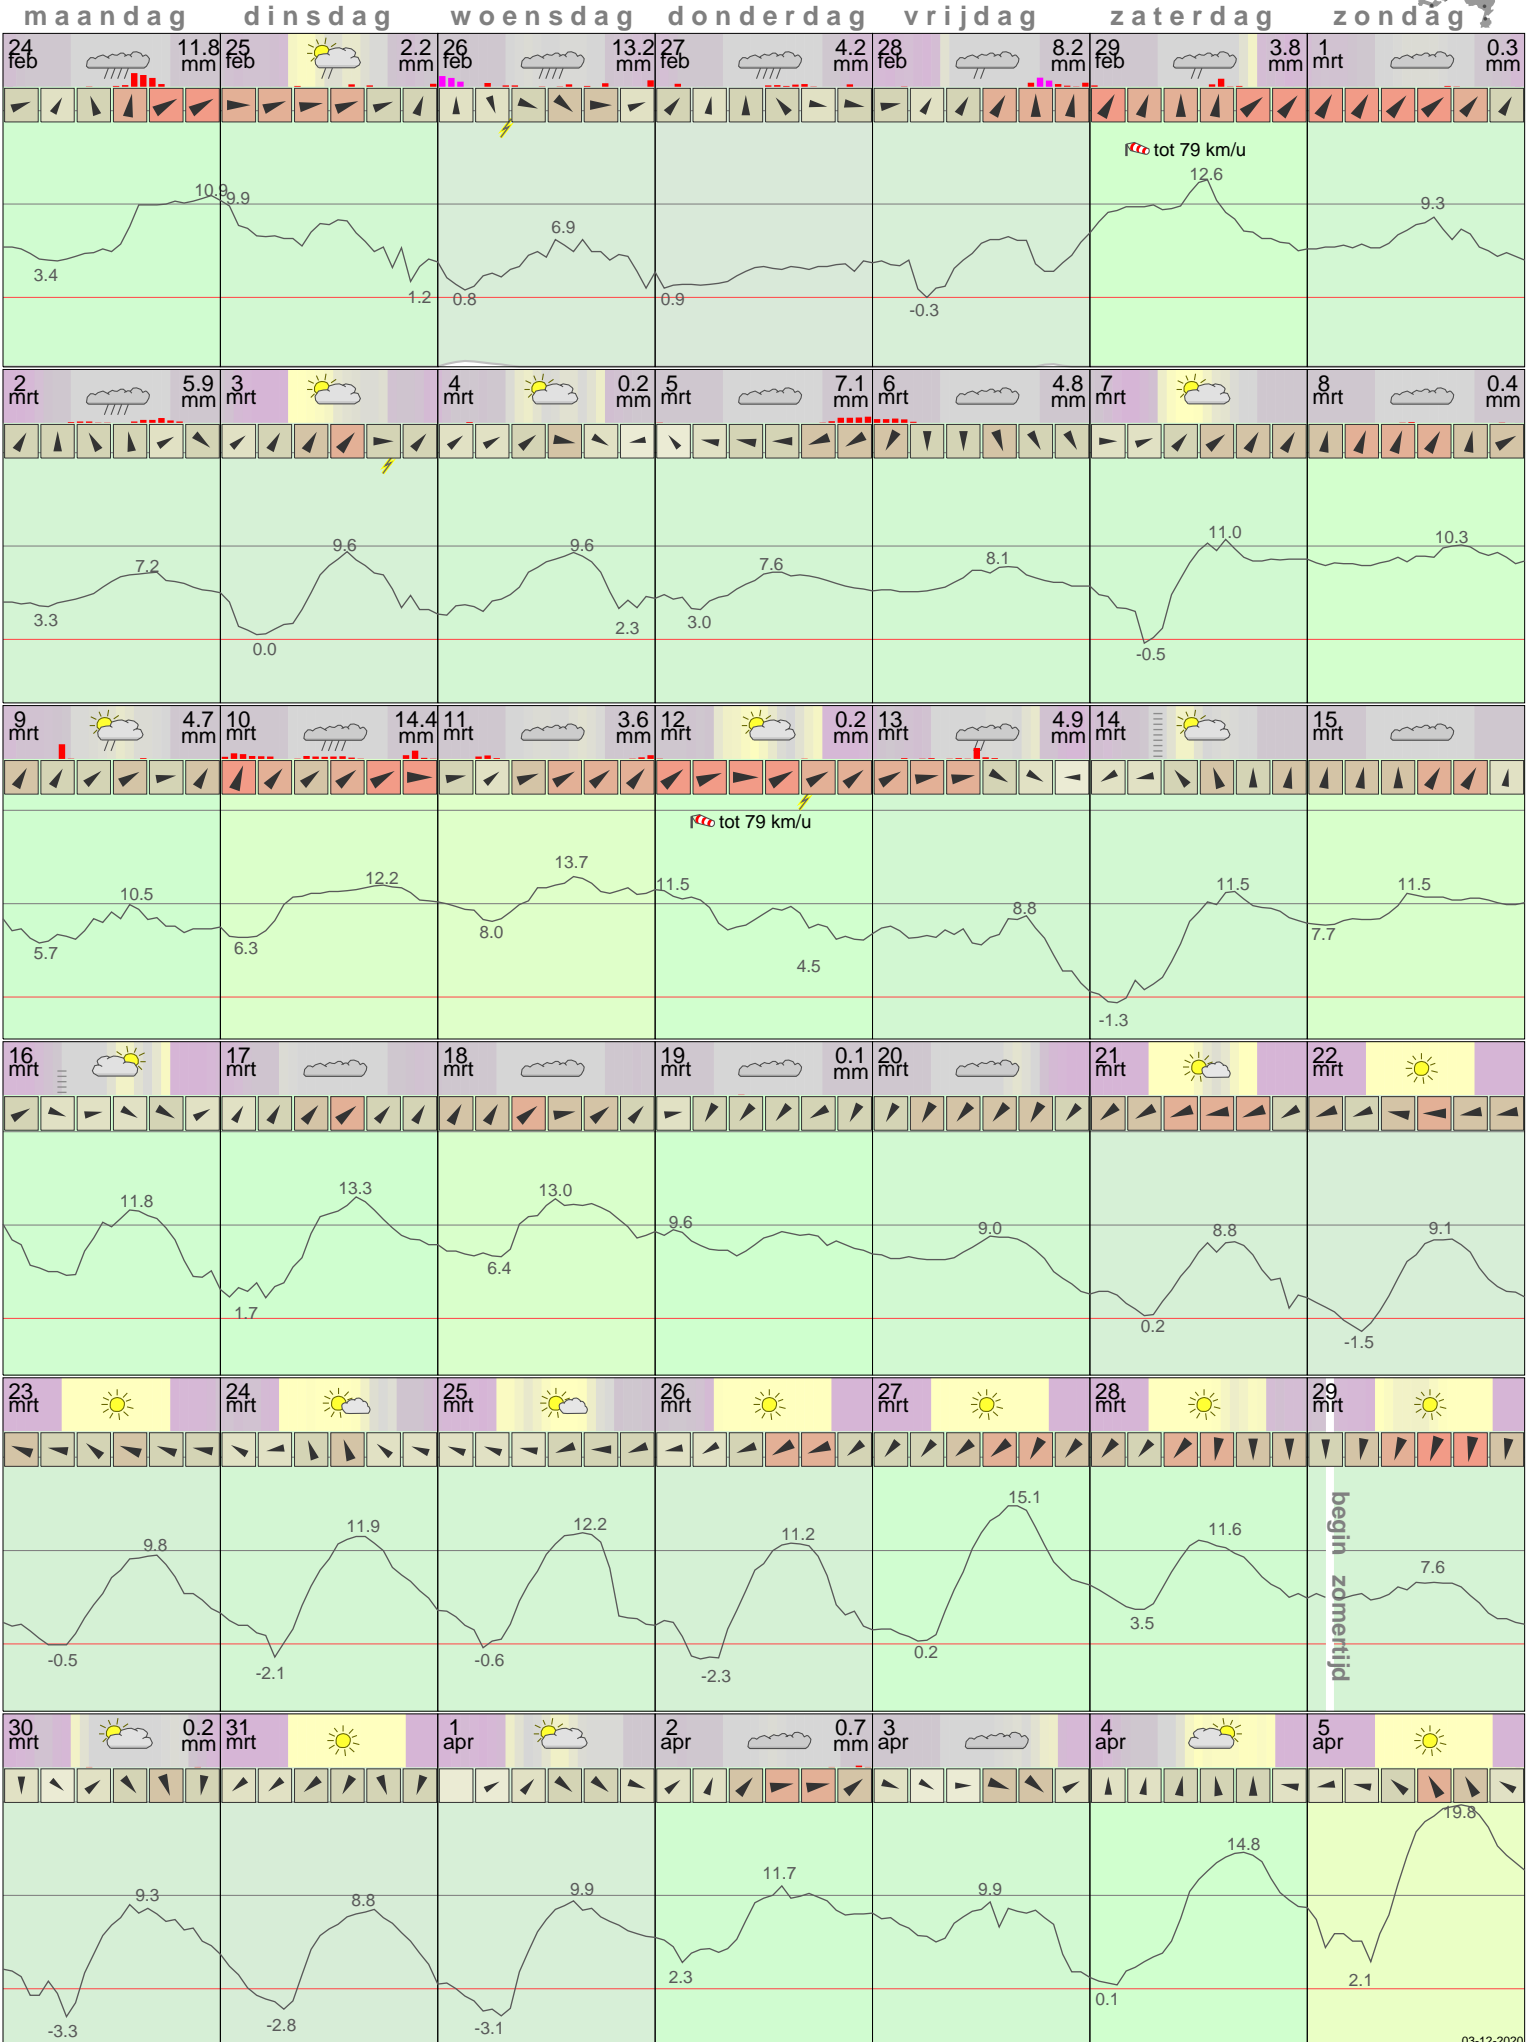 maandag dinsdag woensdag donderdag vrijdag zaterdag zondag
24 feb 11.8 mm 25 feb 2.2 mm 26 feb 13.2 mm 27 feb 4.2 mm 28 feb 8.2 mm 29 feb 3.8 mm 1 mrt 0.3 mm
tot 79 km/u
10.9 9.9 6.9 12.6 9.3
3.4 1.2 0.8 0.9 -0.3
2 mrt 5.9 mm 3 mrt 4 mrt 0.2 mm 5 mrt 7.1 mm 6 mrt 4.8 mm 7 mrt 8 mrt 0.4 mm
7.2 9.6 9.6 7.6 8.1 11.0 10.3
3.3 0.0 2.3 3.0 -0.5
9 mrt 4.7 mm 10 mrt 14.4 mm 11 mrt 3.6 mm 12 mrt 0.2 mm 13 mrt 4.9 mm 14 mrt 15 mrt
tot 79 km/u
10.5 12.2 13.7 11.5 8.8 11.5 11.5
5.7 6.3 8.0 4.5 -1.3 7.7
16 mrt 17 mrt 18 mrt 19 mrt 0.1 mm 20 mrt 21 mrt 22 mrt
11.8 13.3 13.0 9.6 9.0 8.8 9.1
1.7 6.4 0.2 -1.5
23 mrt 24 mrt 25 mrt 26 mrt 27 mrt 28 mrt 29 mrt
9.8 11.9 12.2 11.2 15.1 11.6 7.6
-0.5 -2.1 -0.6 -2.3 0.2 3.5
begin zomertijd
30 mrt 0.2 mm 31 mrt 1 apr 2 apr 0.7 mm 3 apr 4 apr 5 apr
9.3 8.8 9.9 11.7 9.9 14.8 19.8
-3.3 -2.8 -3.1 2.3 0.1 2.1
03-12-2020